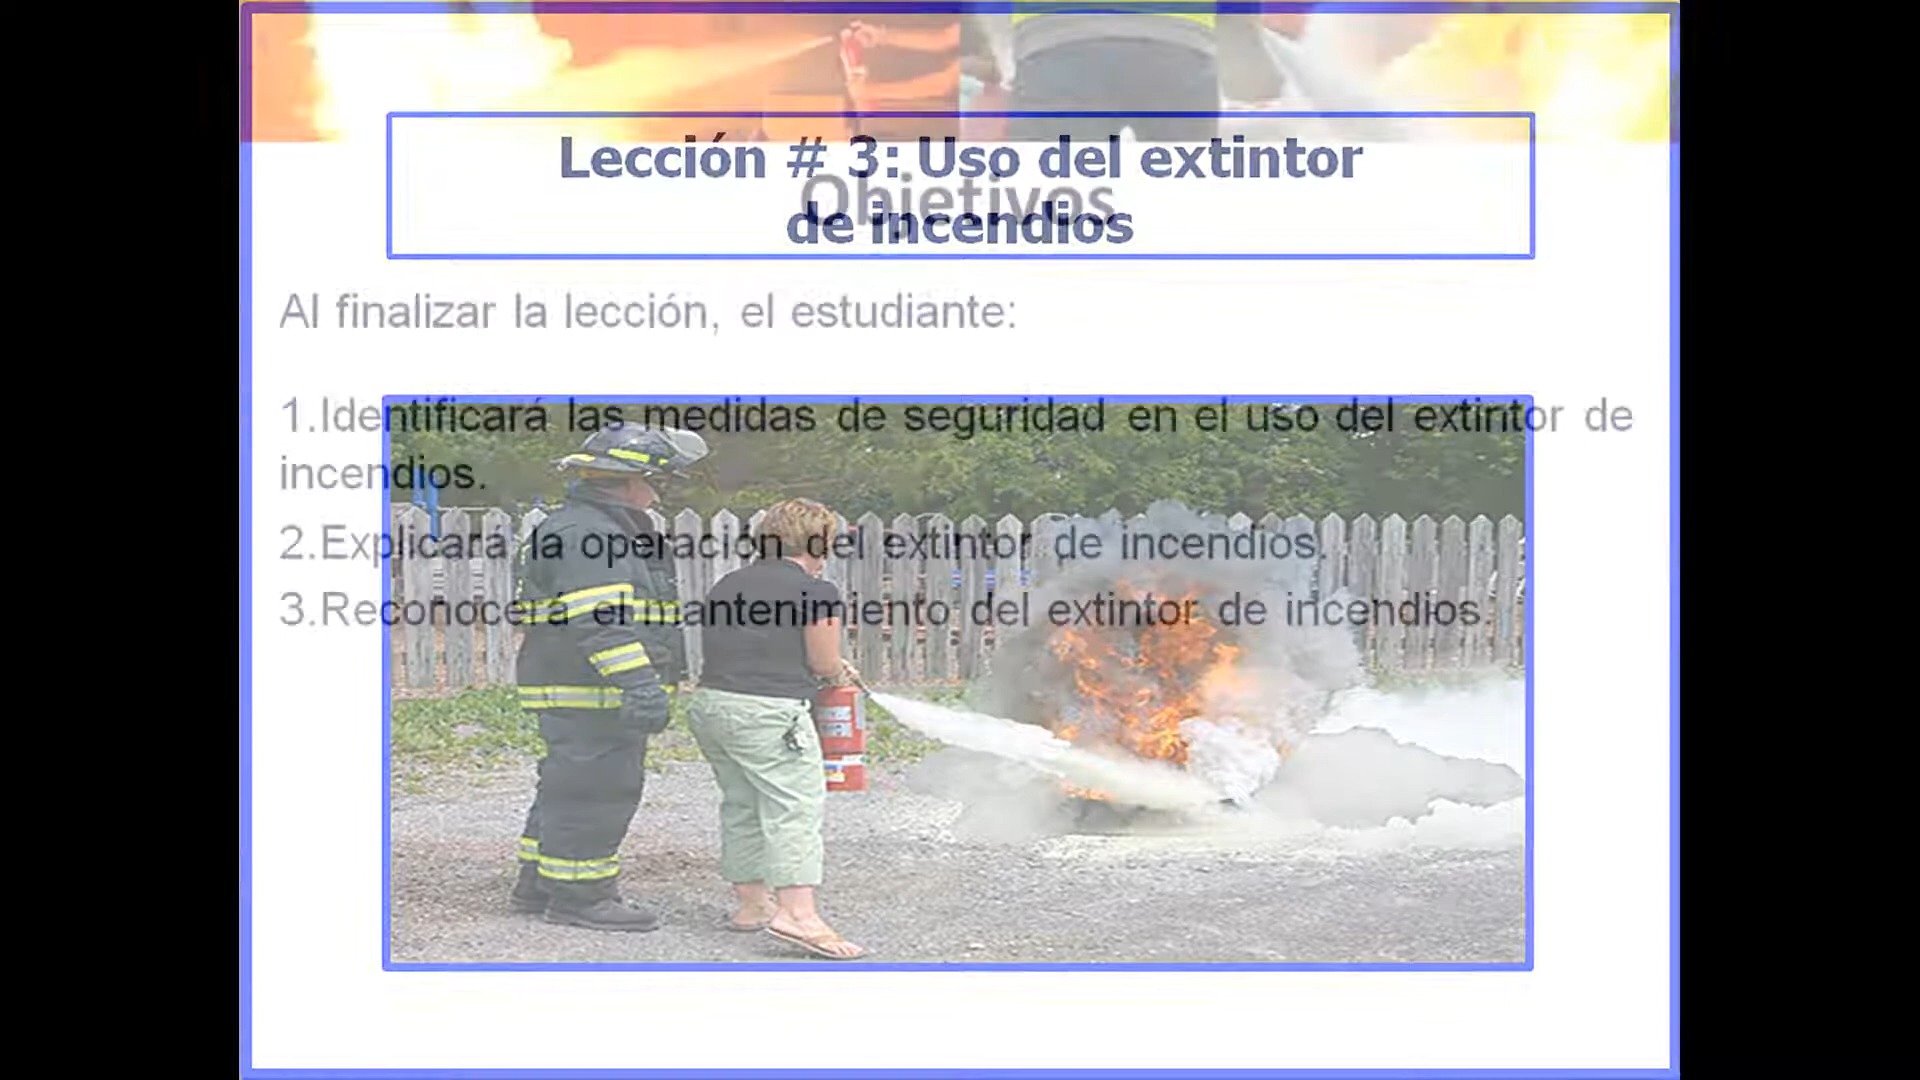 Lección # 3: Uso del extintor
de incendios
Objetivos
Al finalizar la lección, el estudiante:
1.Identificará las medidas de seguridad en el uso del extintor de
incendios.
2.Explicará la operación del extintor de incendios.
3.Reconocerá el mantenimiento del extintor de incendios.